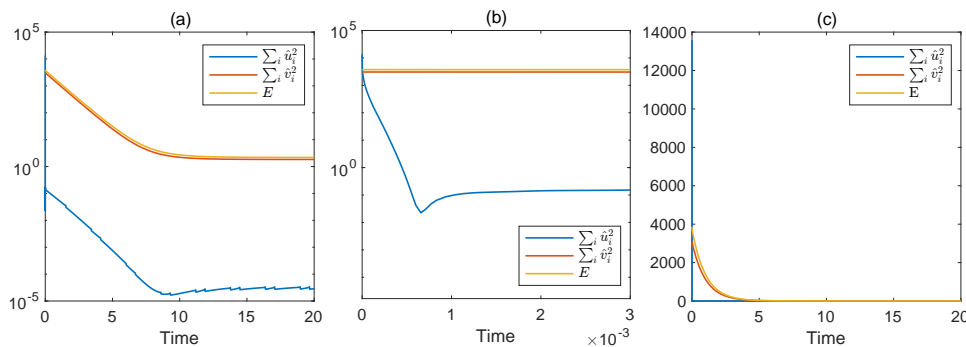 (a)
10^5
10^0
10^-5
∑_i û_i^2
∑_i v̂_i^2
E
0 5 10 15 20
Time
(b)
10^5
10^0
∑_i û_i^2
∑_i v̂_i^2
E
0 1 2 3
Time
×10^-3
(c)
14000
12000
10000
8000
6000
4000
2000
0
∑_i û_i^2
∑_i v̂_i^2
E
0 5 10 15 20
Time